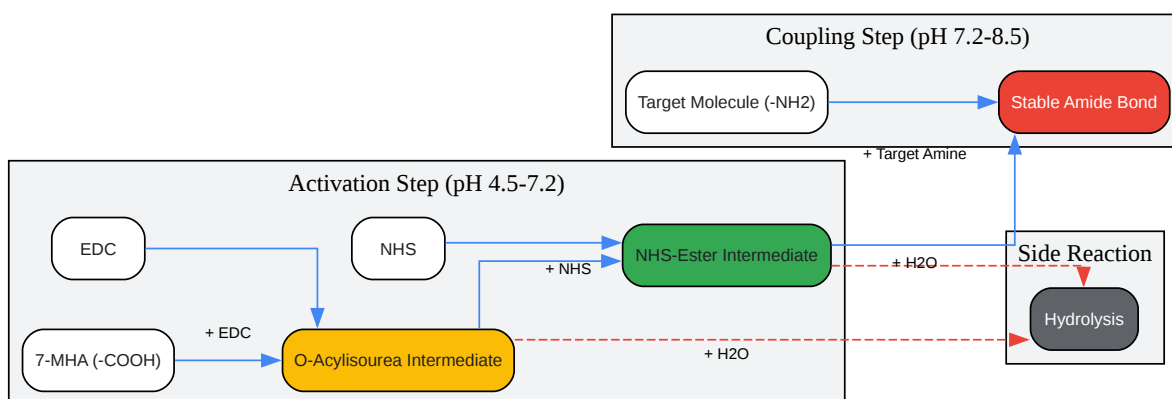 Coupling Step (pH 7.2-8.5)
Target Molecule (-NH2)
Stable Amide Bond
+ Target Amine
Activation Step (pH 4.5-7.2)
EDC
NHS
NHS-Ester Intermediate
+ NHS
+ H2O
Side Reaction
Hydrolysis
+ EDC
7-MHA (-COOH)
O-Acylisourea Intermediate
+ H2O